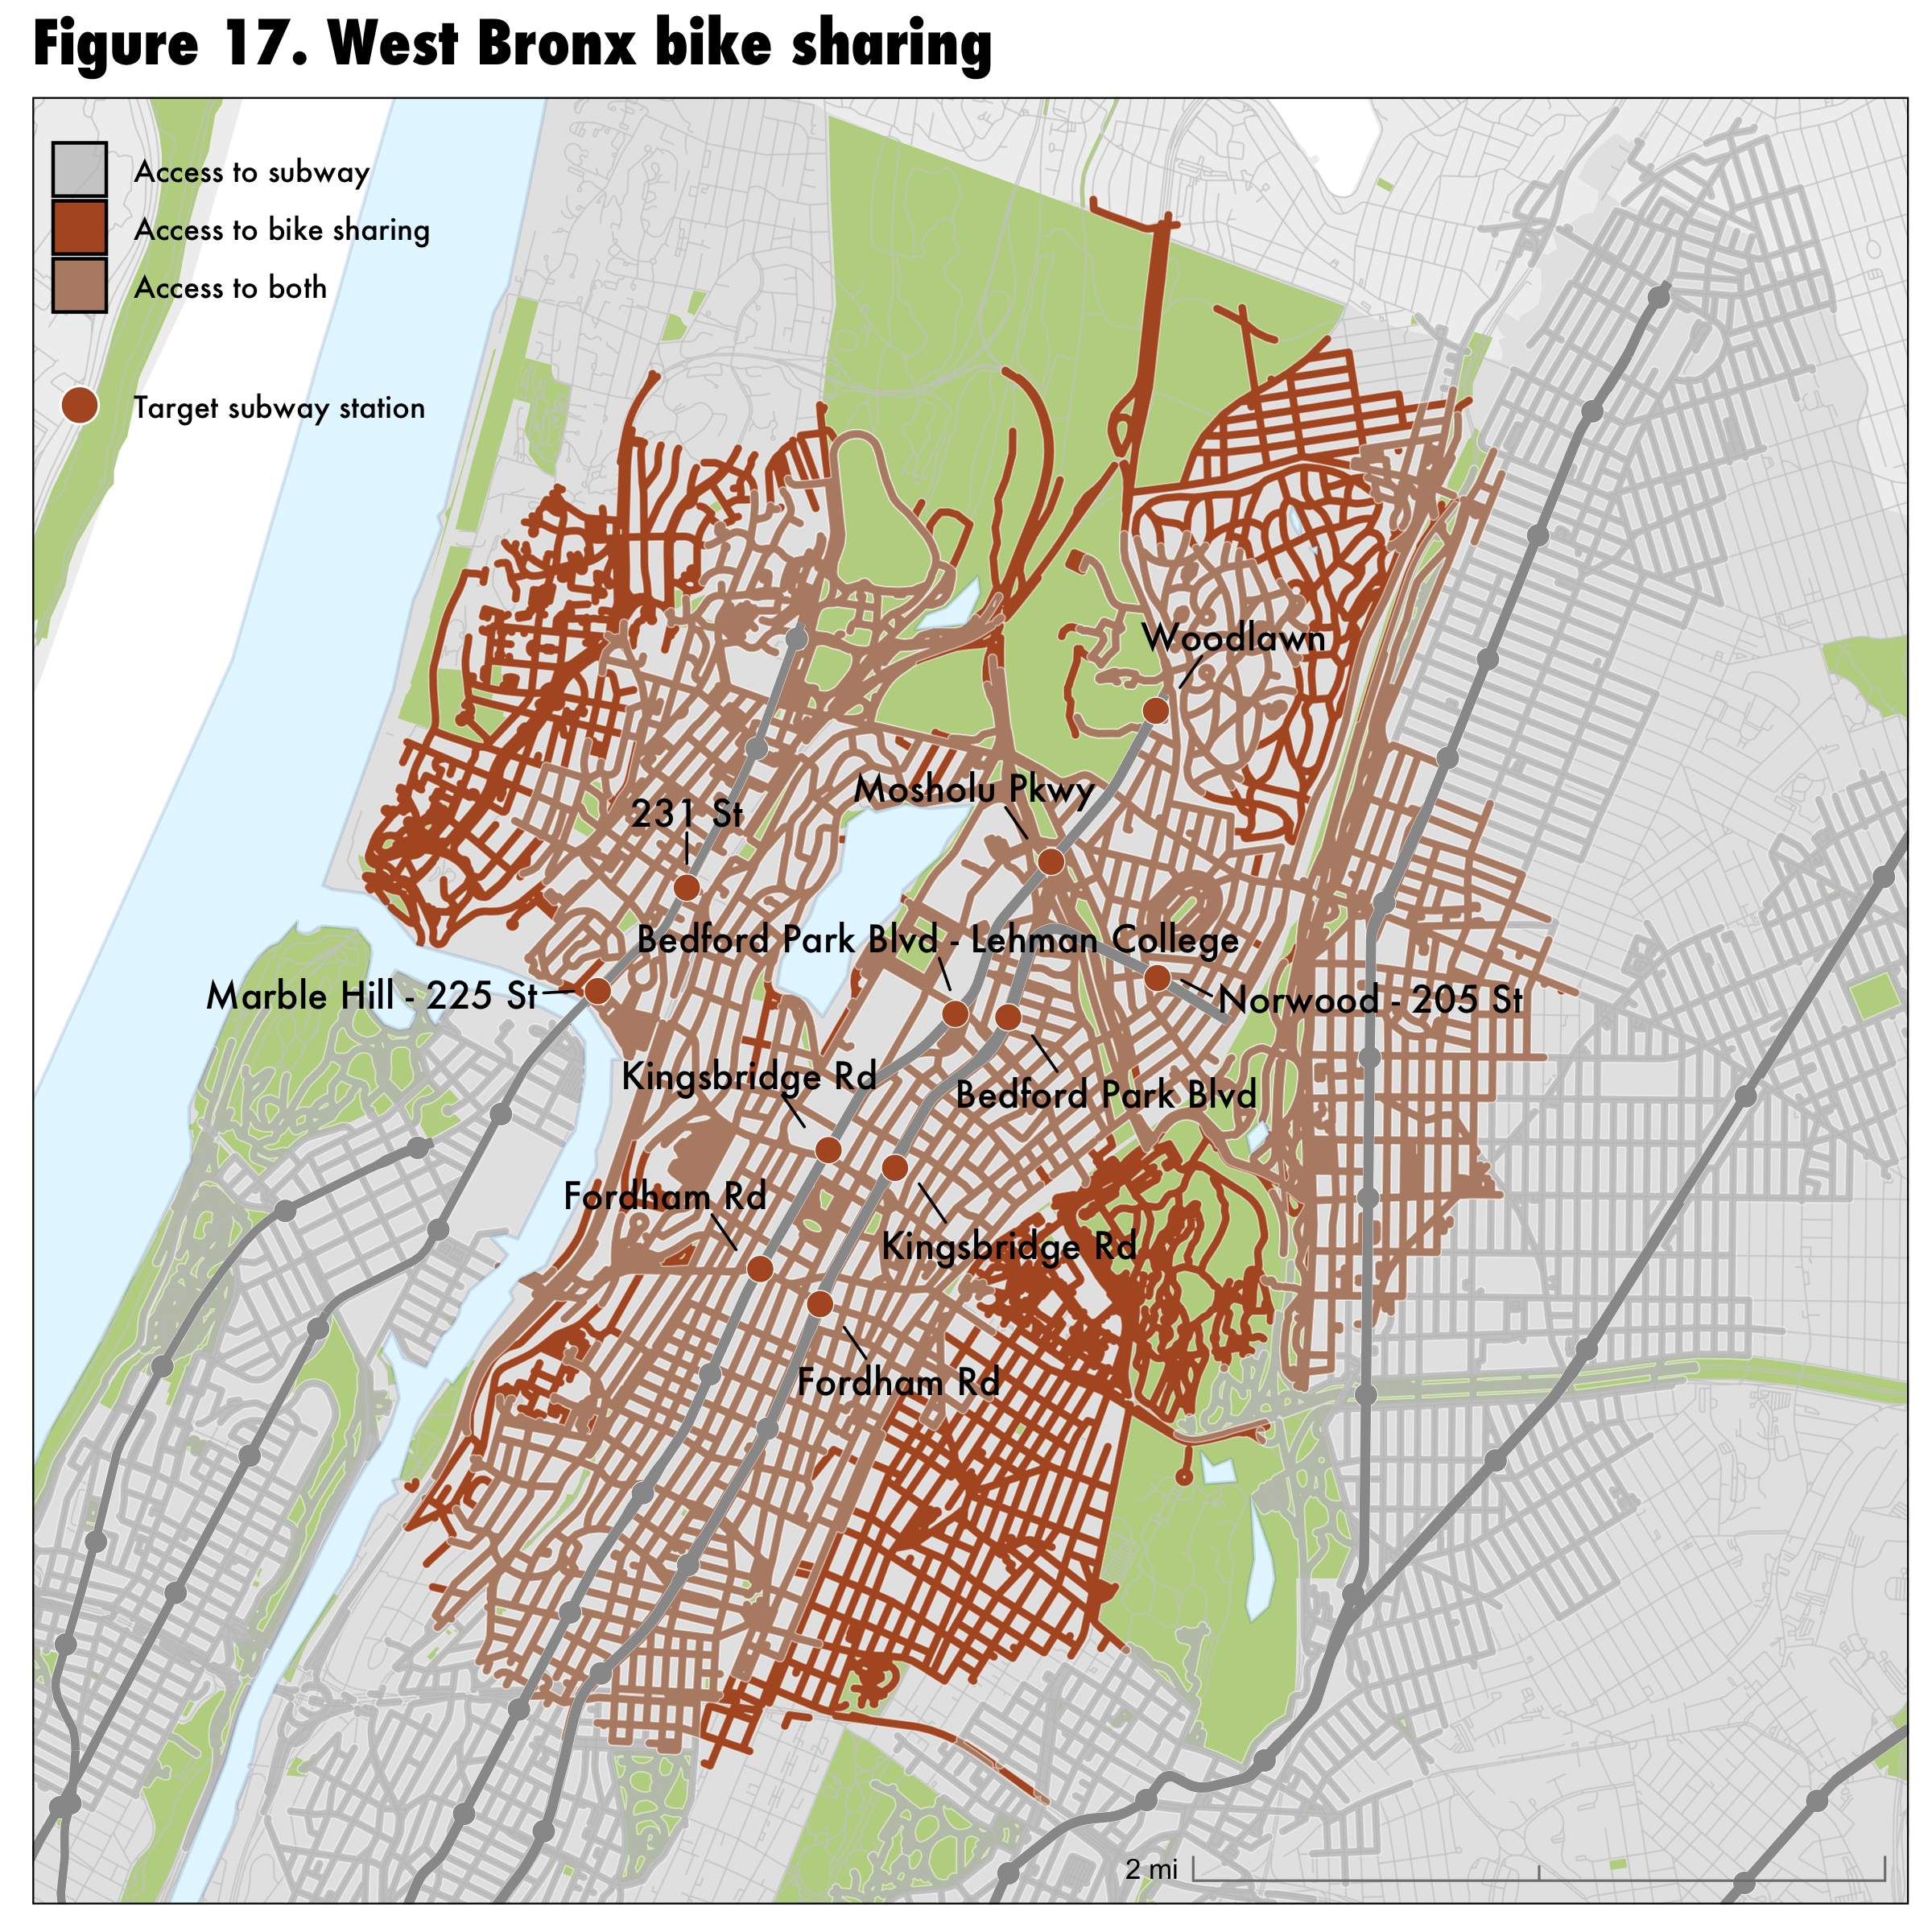 Figure 17. West Bronx bike sharing
Access to subway
Access to bike sharing
Access to both
Target subway station
Woodlawn
Mosholu Pkwy
231 St
Bedford Park Blvd - Lehman College
Marble Hill - 225 St
Norwood - 205 St
Kingsbridge Rd
Bedford Park Blvd
Fordham Rd
Kingsbridge Rd
Fordham Rd
2 mi